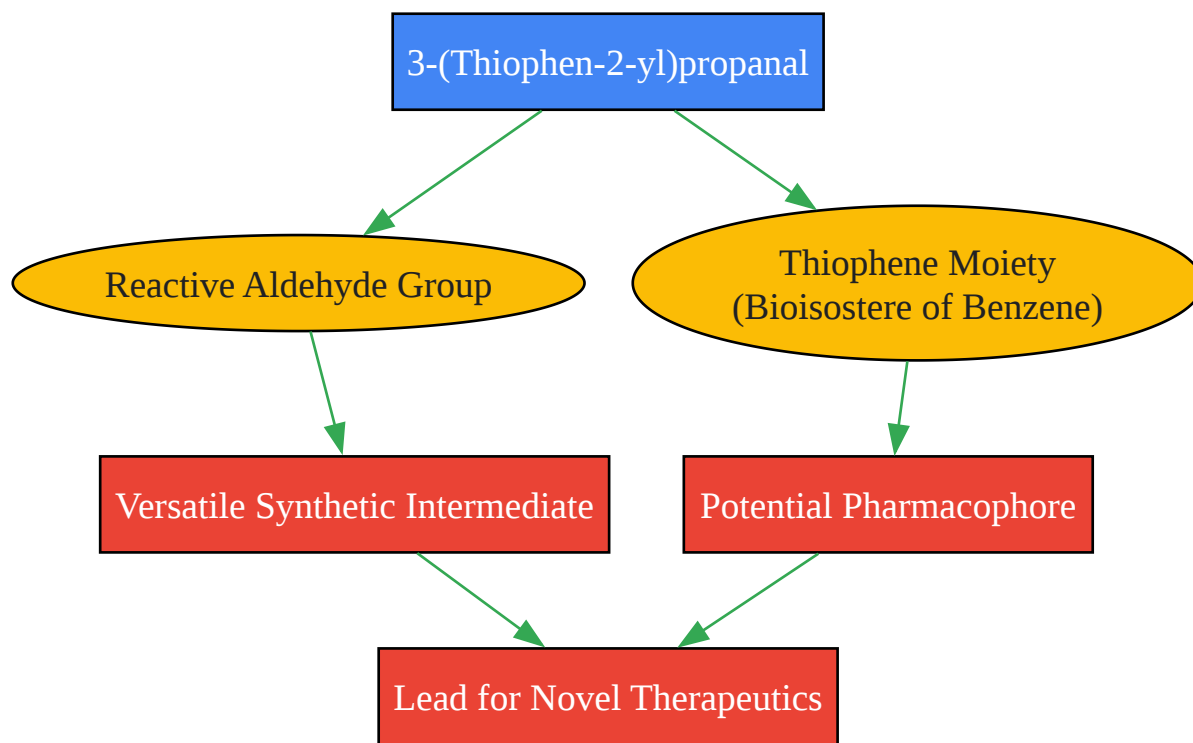 3-(Thiophen-2-yl)propanal
Reactive Aldehyde Group
Thiophene Moiety
(Bioisostere of Benzene)
Versatile Synthetic Intermediate
Potential Pharmacophore
Lead for Novel Therapeutics